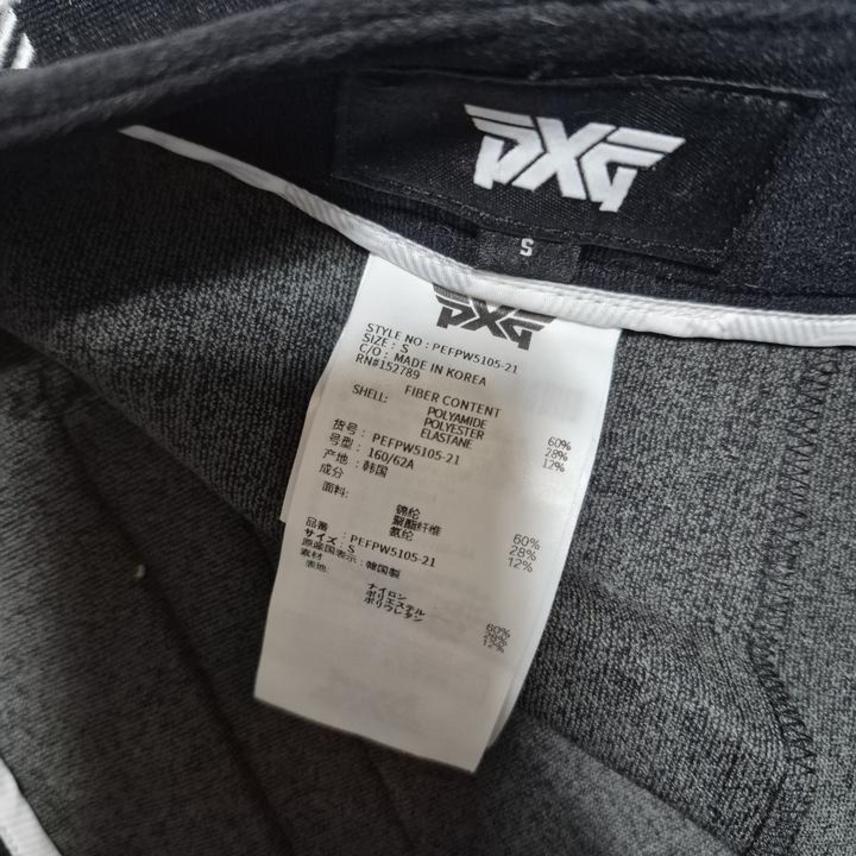 PXG
S
PXG
STYLE NO : PEFPW5105-21
SIZE : S
C/O : MADE IN KOREA
RN#152789
FIBER CONTENT
SHELL:
POLYAMIDE 60%
POLYESTER 28%
ELASTANE 12%
货号 : PEFPW5105-21
号型 : 160/62A
产地 : 韩国
成分
面料:
锦纶 60%
聚酯纤维 28%
氨纶 12%
品番 : PEFPW5105-21
サイズ : S
原産国表示 : 韓国製
素材
表地:
ナイロン 60%
ポリエステル 28%
ポリウレタン 12%